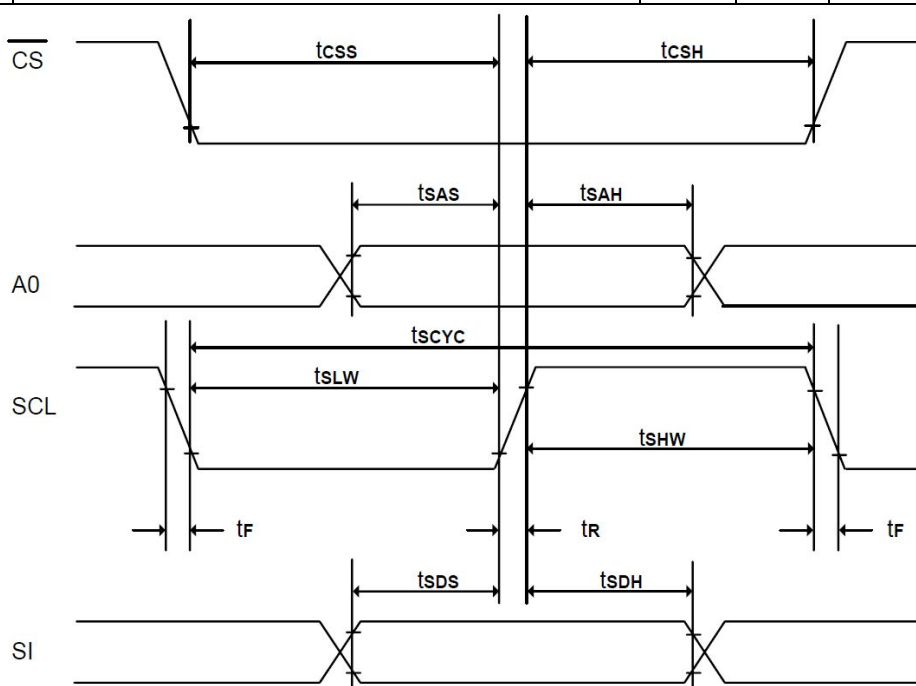 CS
tCSS
tCSH
tSAS
tSAH
A0
tSCYC
tSLW
SCL
tSHW
tF
tR
tF
tSDS
tSDH
SI